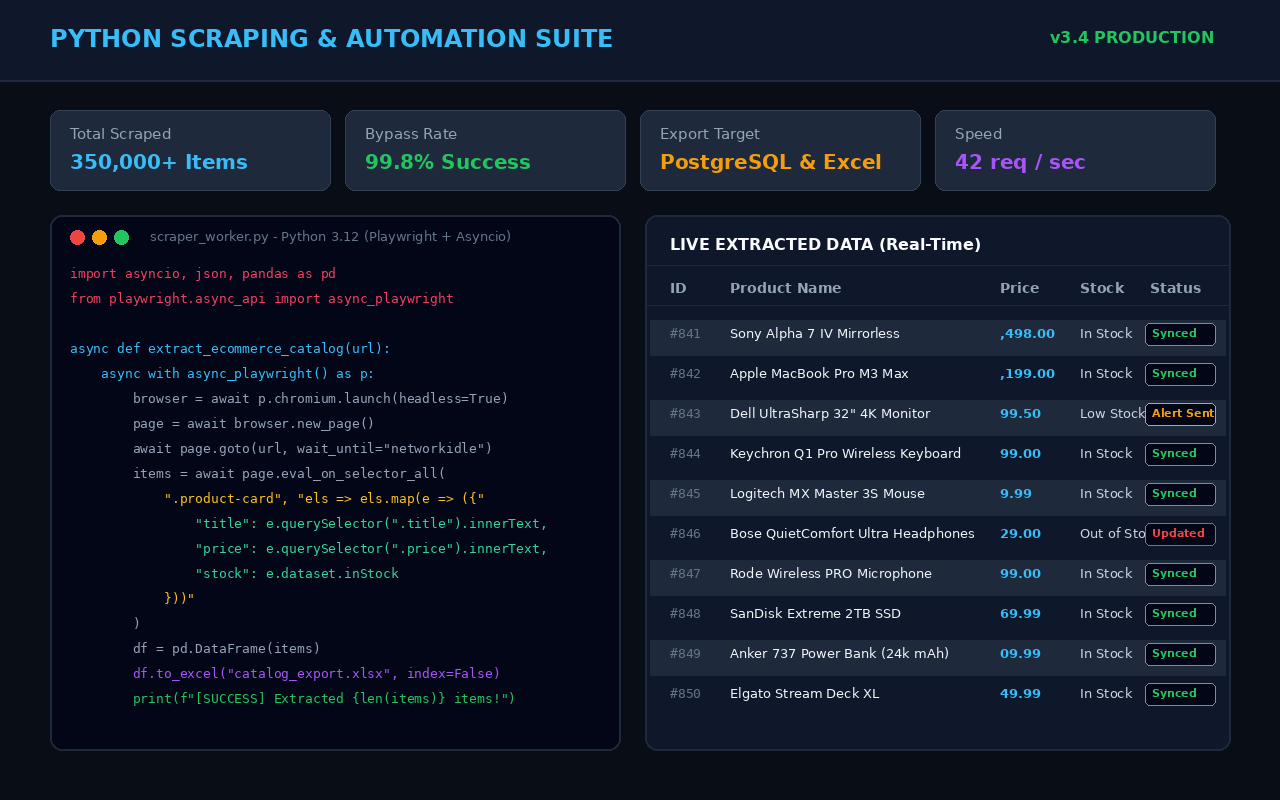 PYTHON SCRAPING & AUTOMATION SUITE
v3.4 PRODUCTION
Total Scraped
350,000+ Items
Bypass Rate
99.8% Success
Export Target
PostgreSQL & Excel
Speed
42 req / sec
scraper_worker.py - Python 3.12 (Playwright + Asyncio)
import asyncio, json, pandas as pd
from playwright.async_api import async_playwright
async def extract_ecommerce_catalog(url):
async with async_playwright() as p:
browser = await p.chromium.launch(headless=True)
page = await browser.new_page()
await page.goto(url, wait_until="networkidle")
items = await page.eval_on_selector_all(
".product-card", "els => els.map(e => ({"
"title": e.querySelector(".title").innerText,
"price": e.querySelector(".price").innerText,
"stock": e.dataset.inStock
}))"
)
df = pd.DataFrame(items)
df.to_excel("catalog_export.xlsx", index=False)
print(f"[SUCCESS] Extracted {len(items)} items!")
LIVE EXTRACTED DATA (Real-Time)
ID Product Name Price Stock Status
#841 Sony Alpha 7 IV Mirrorless ,498.00 In Stock Synced
#842 Apple MacBook Pro M3 Max ,199.00 In Stock Synced
#843 Dell UltraSharp 32" 4K Monitor 99.50 Low Stock Alert Sent
#844 Keychron Q1 Pro Wireless Keyboard 99.00 In Stock Synced
#845 Logitech MX Master 3S Mouse 9.99 In Stock Synced
#846 Bose QuietComfort Ultra Headphones 29.00 Out of Sto Updated
#847 Rode Wireless PRO Microphone 99.00 In Stock Synced
#848 SanDisk Extreme 2TB SSD 69.99 In Stock Synced
#849 Anker 737 Power Bank (24k mAh) 09.99 In Stock Synced
#850 Elgato Stream Deck XL 49.99 In Stock Synced